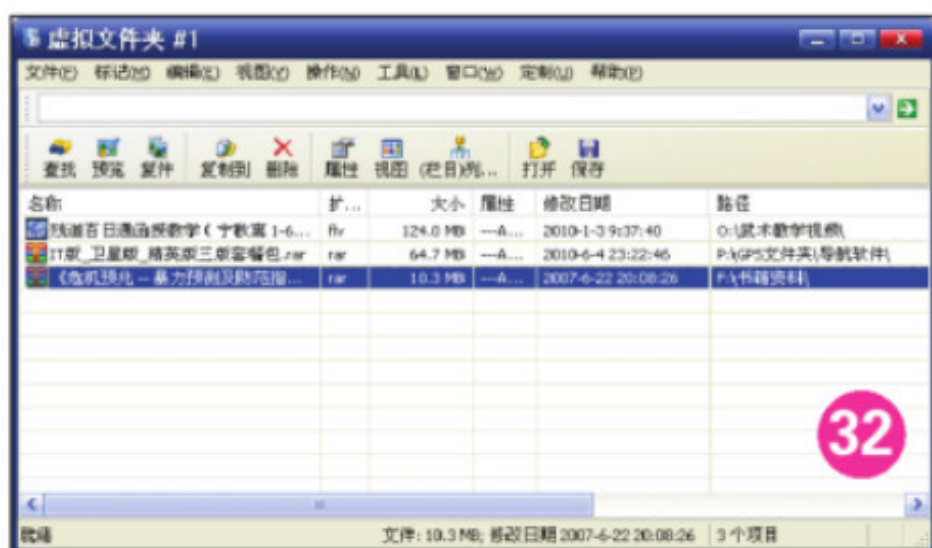 虚拟文件夹 #1
文件(F) 标记(M) 编辑(E) 视图(V) 操作(N) 工具(L) 窗口(W) 定制(U) 帮助(P)
查找 预览 复件 复制到 删除 属性 视图 (栏目)列... 打开 保存
名称 扩... 大小 属性 修改日期 路径
1-6... flv 124.0 MB ---A... 2010-1-3 9:37:40 O:\武术教学视频\
IT版_卫星版_精英版三版套餐包.rar rar 64.7 MB ---A... 2010-6-4 23:22:46 P:\GPS文件夹\导航软件\
《危机预兆 -- 暴力预测及防范指... rar 10.3 MB ---A... 2007-6-22 20:08:26 F:\书籍资料\
32
就绪 文件: 10.3 MB; 修改日期 2007-6-22 20:08:26 3 个项目